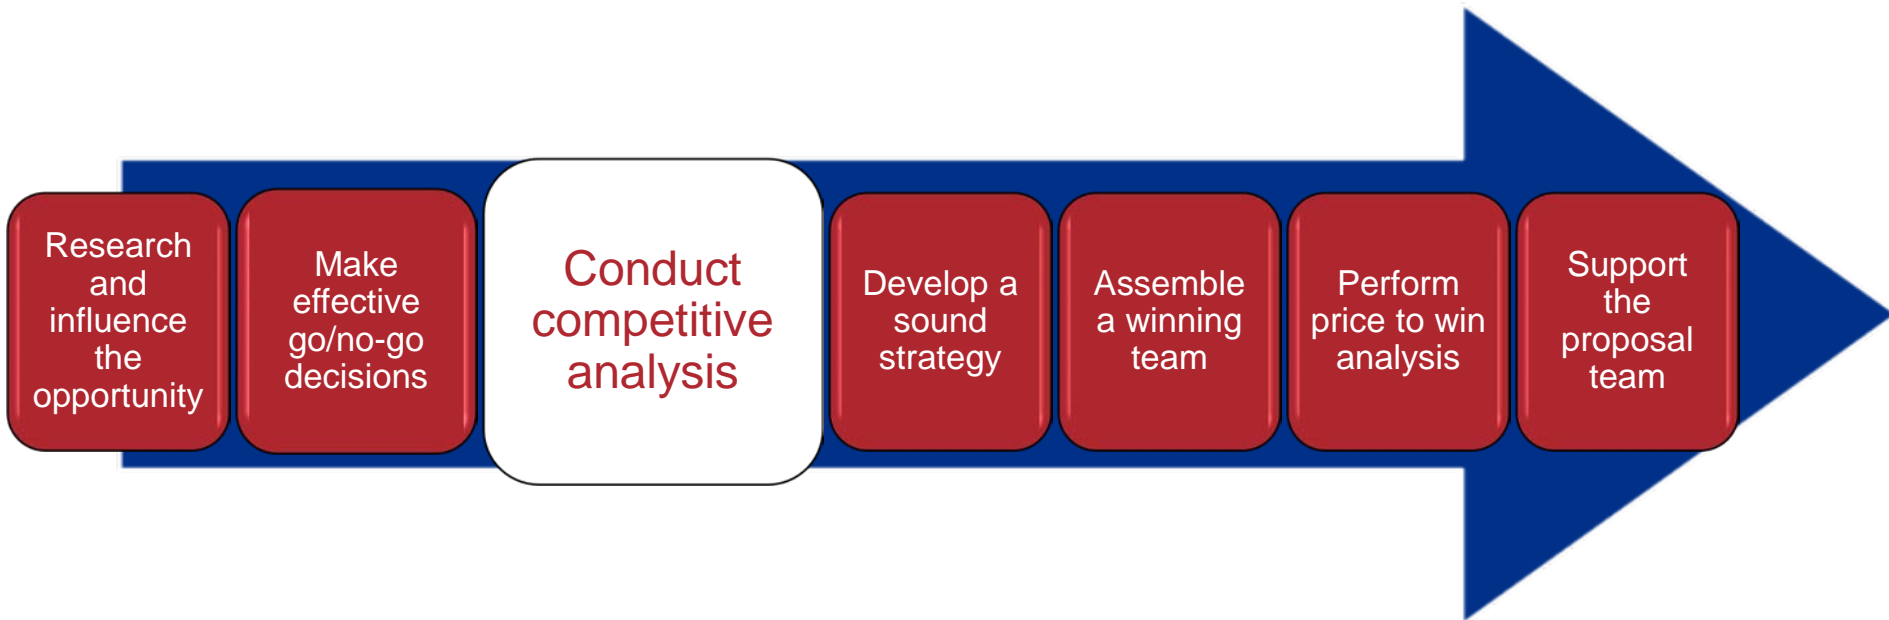 Research
and
influence
the
opportunity
Make
effective
go/no-go
decisions
Conduct
competitive
analysis
Develop a
sound
strategy
Assemble
a winning
team
Perform
price to win
analysis
Support
the
proposal
team